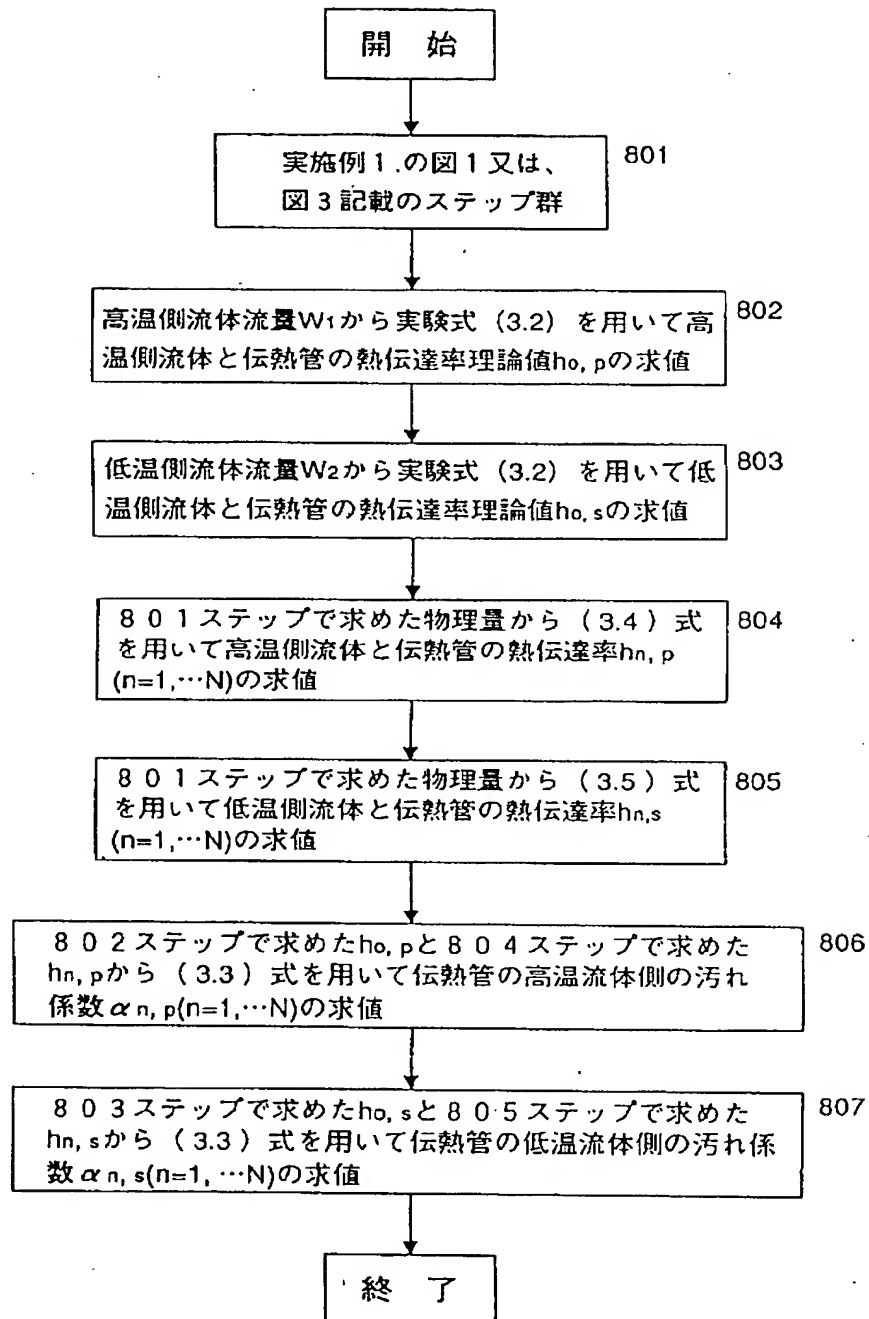 開 始
実施例1.の図1又は、
図3記載のステップ群
801
高温側流体流量W1から実験式(3.2)を用いて高
温側流体と伝熱管の熱伝達率理論値ho,pの求値
802
低温側流体流量W2から実験式(3.2)を用いて低
温側流体と伝熱管の熱伝達率理論値ho,sの求値
803
801ステップで求めた物理量から(3.4)式
を用いて高温側流体と伝熱管の熱伝達率hn,p
(n=1,…N)の求値
804
801ステップで求めた物理量から(3.5)式
を用いて低温側流体と伝熱管の熱伝達率hn,s
(n=1,…N)の求値
805
802ステップで求めたho,pと804ステップで求めた
hn,pから(3.3)式を用いて伝熱管の高温流体側の汚れ
係数αn,p(n=1,…N)の求値
806
803ステップで求めたho,sと805ステップで求めた
hn,sから(3.3)式を用いて伝熱管の低温流体側の汚れ係
数αn,s(n=1,…N)の求値
807
終 了